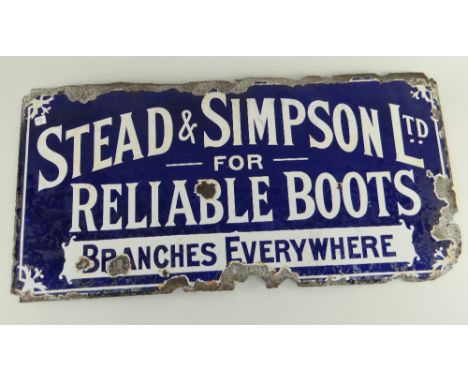 STEAD & SIMPSON LTD
FOR
RELIABLE BOOTS
BRANCHES EVERYWHERE